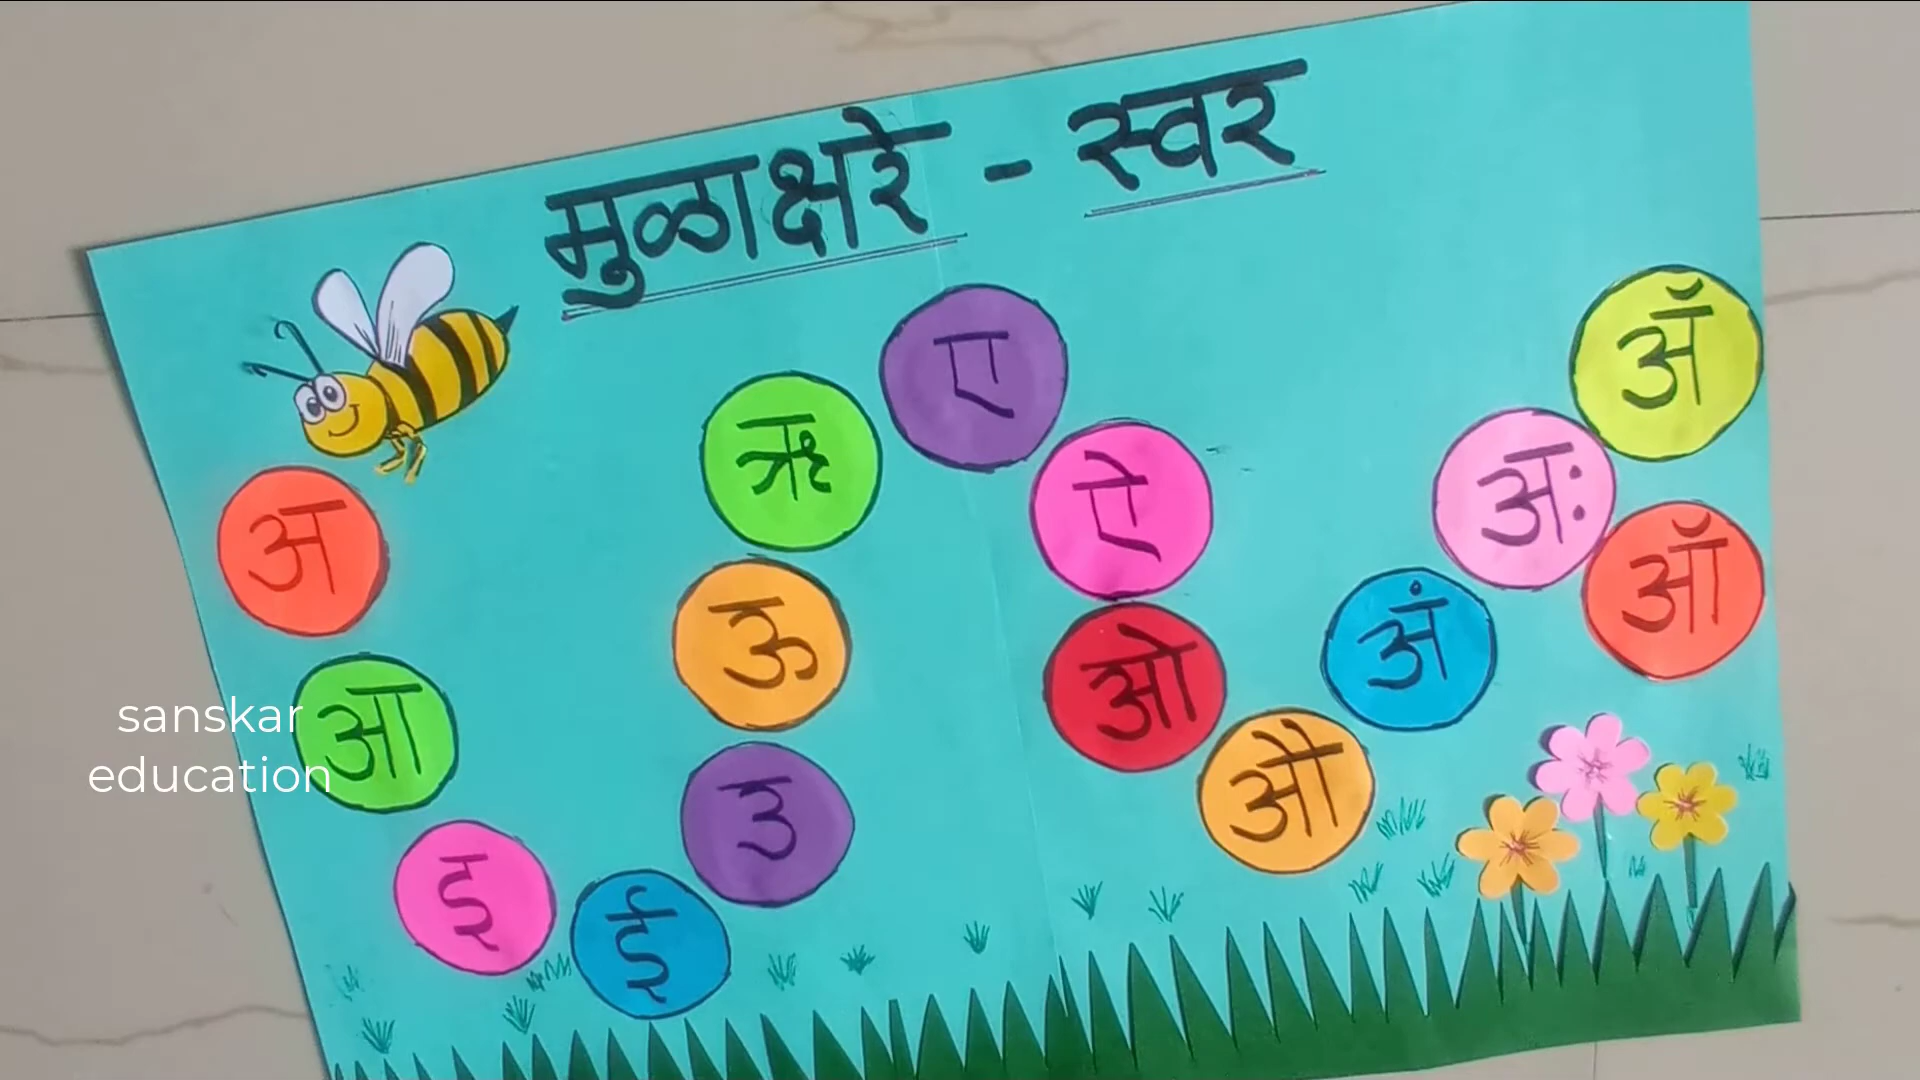 मुळाक्षरे - स्वर
अ
आ
इ
ई
उ
ऊ
ऋ
ए
ऐ
ओ
औ
अं
अः
अॅ
ऑ
sanskar
education